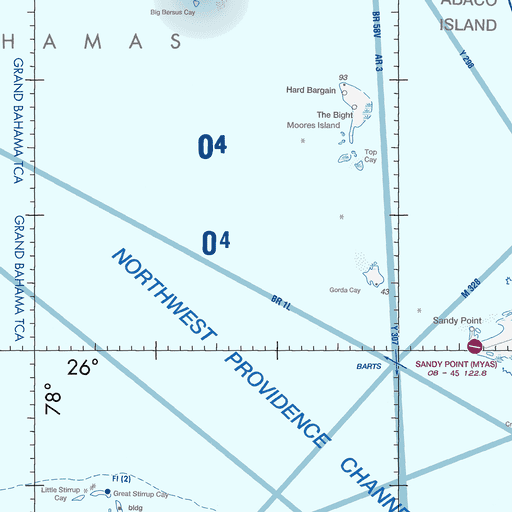 Big Bersus Cay
ABACO
ISLAND
HAMAS
BR 58V
AR 3
Y 298
GRAND BAHAMA TCA
93
Hard Bargain
The Bight
Moores Island
Top
Cay
0⁴
GRAND BAHAMA TCA
0⁴
NORTHWEST PROVIDENCE CHANNE
BR 1L
Gorda Cay
43
M 328
Sandy Point
Y 307
26°
BARTS
SANDY POINT (MYAS)
08 - 45 122.8
78°
Fl (2)
Little Stirrup
Cay
Great Stirrup Cay
bldg